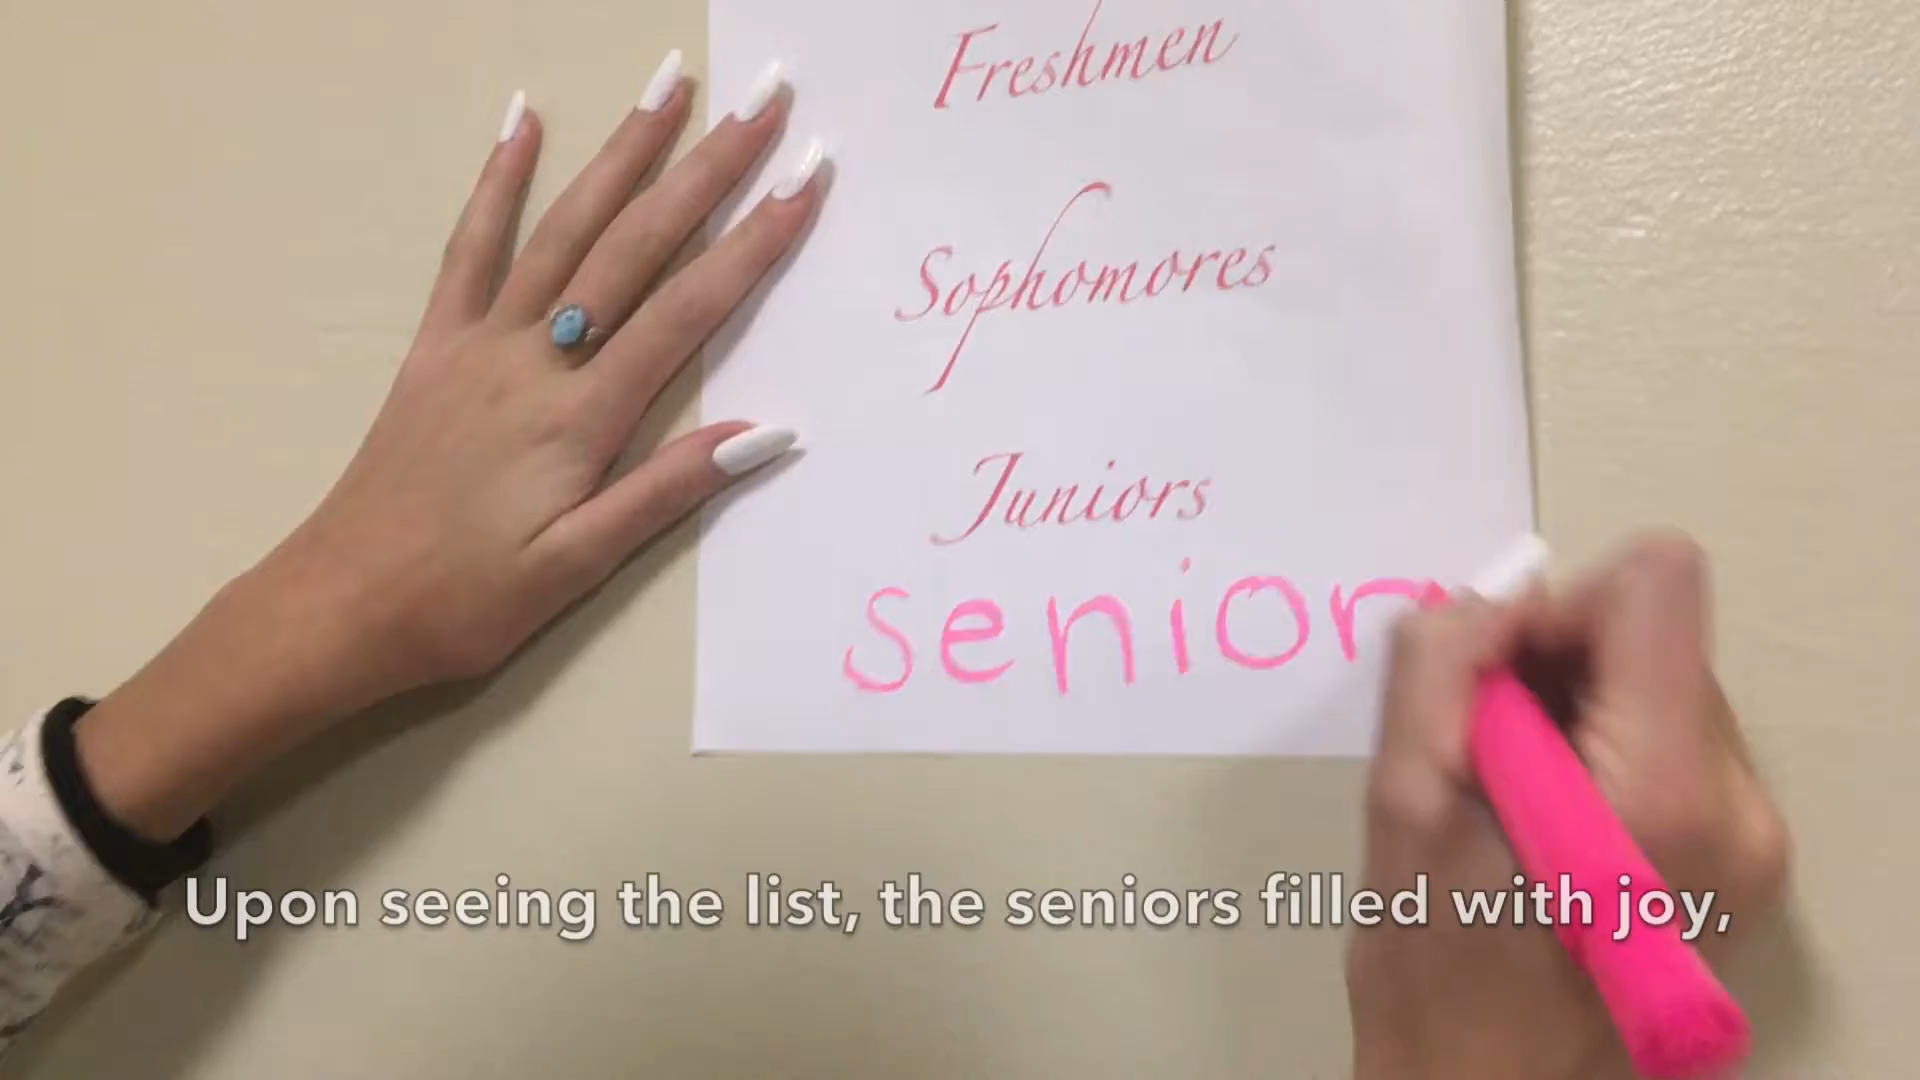 Freshmen
Sophomores
Juniors
senior
Upon seeing the list, the seniors filled with joy,